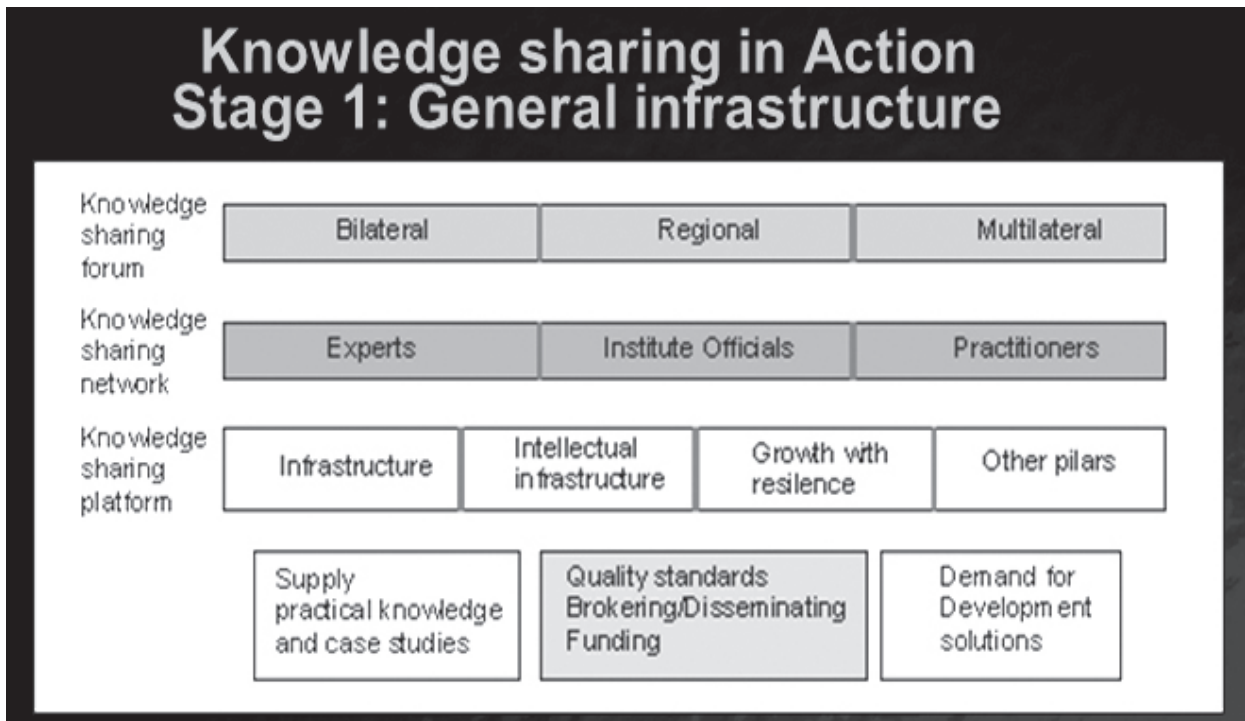 Knowledge sharing in Action
Stage 1: General infrastructure
Knowledge
sharing
forum
Bilateral
Regional
Multilateral
Knowledge
sharing
network
Experts
Institute Officials
Practitioners
Knowledge
sharing
platform
Infrastructure
Intellectual
infrastructure
Growth with
resilence
Other pilars
Supply
practical knowledge
and case studies
Quality standards
Brokering/Disseminating
Funding
Demand for
Development
solutions